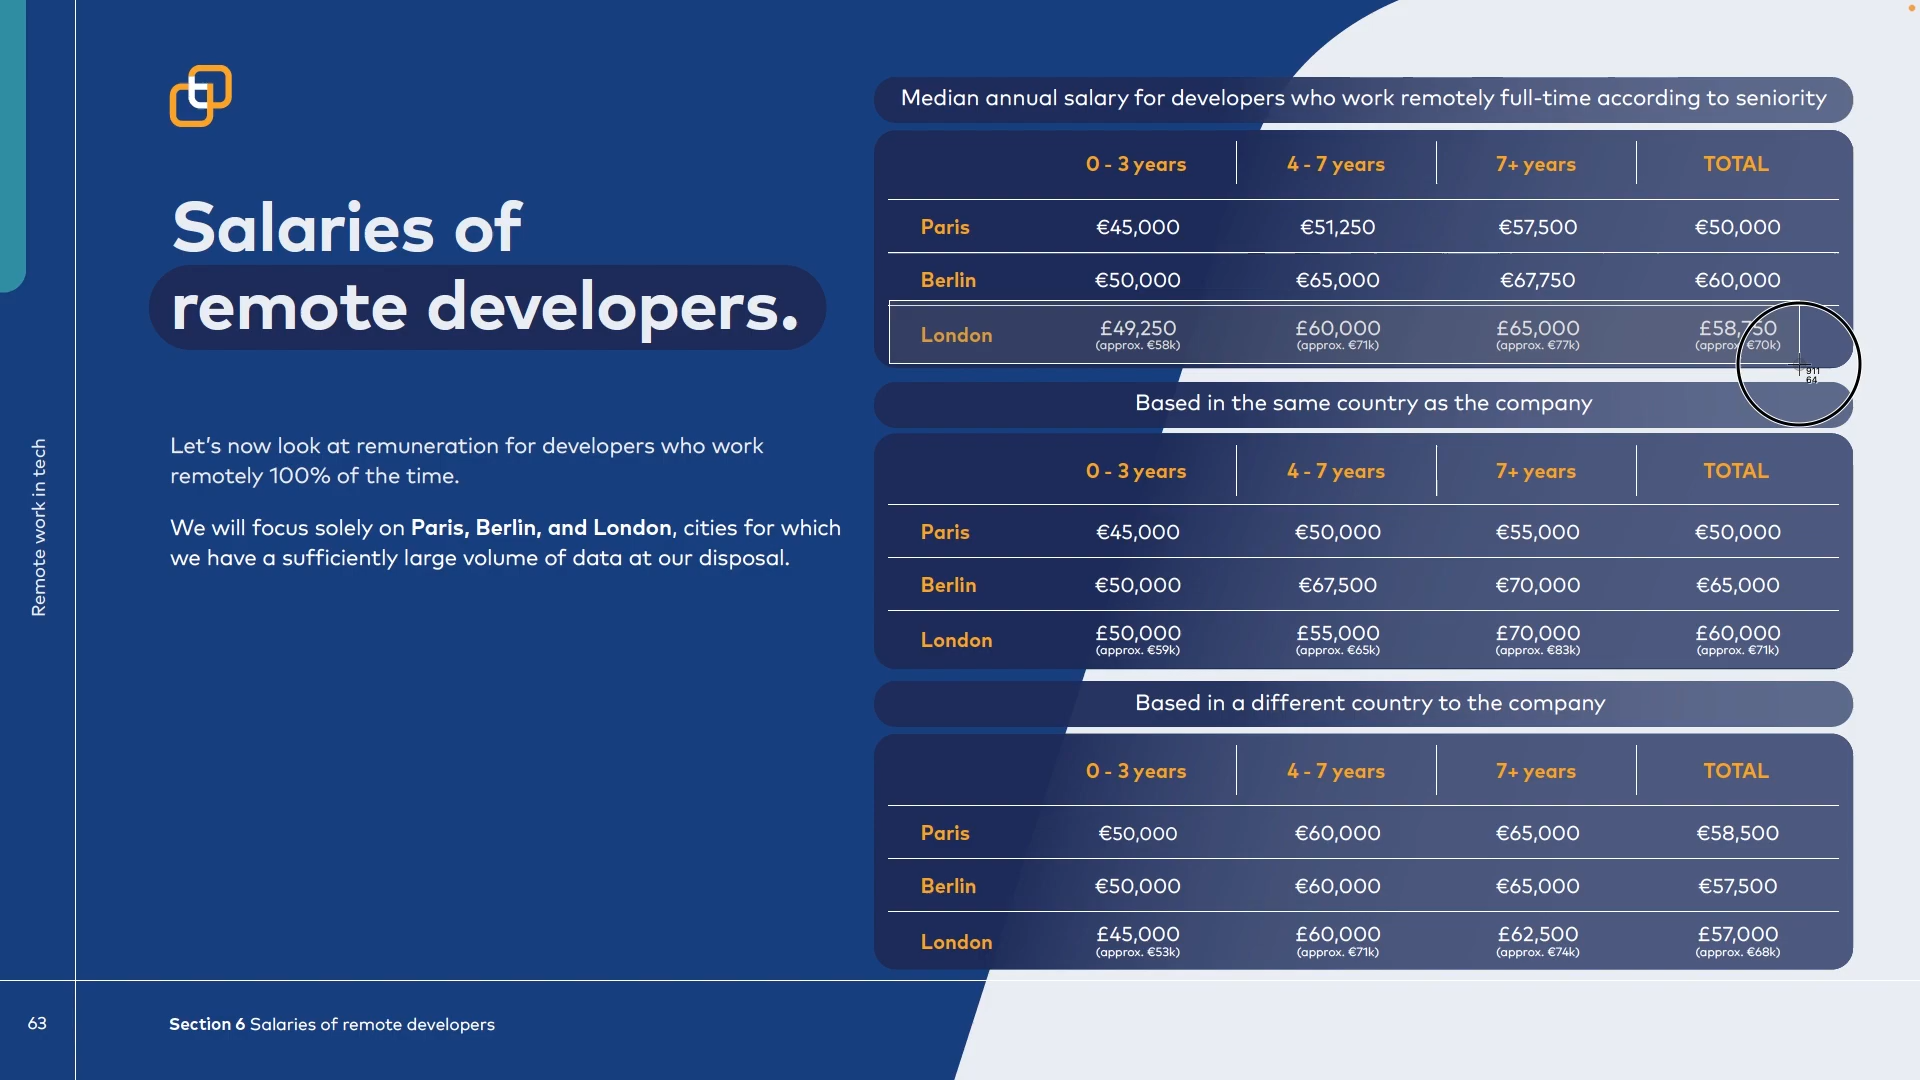 Remote work in tech
Salaries of
remote developers.
Let’s now look at remuneration for developers who work
remotely 100% of the time.
We will focus solely on Paris, Berlin, and London, cities for which
we have a sufficiently large volume of data at our disposal.
Median annual salary for developers who work remotely full-time according to seniority
0 - 3 years 4 - 7 years 7+ years TOTAL
Paris €45,000 €51,250 €57,500 €50,000
Berlin €50,000 €65,000 €67,750 €60,000
London £49,250 £60,000 £65,000 £58,750
(approx. €58k) (approx. €71k) (approx. €77k) (approx. €70k)
911
64
Based in the same country as the company
0 - 3 years 4 - 7 years 7+ years TOTAL
Paris €45,000 €50,000 €55,000 €50,000
Berlin €50,000 €67,500 €70,000 €65,000
London £50,000 £55,000 £70,000 £60,000
(approx. €59k) (approx. €65k) (approx. €83k) (approx. €71k)
Based in a different country to the company
0 - 3 years 4 - 7 years 7+ years TOTAL
Paris €50,000 €60,000 €65,000 €58,500
Berlin €50,000 €60,000 €65,000 €57,500
London £45,000 £60,000 £62,500 £57,000
(approx. €53k) (approx. €71k) (approx. €74k) (approx. €68k)
63
Section 6 Salaries of remote developers